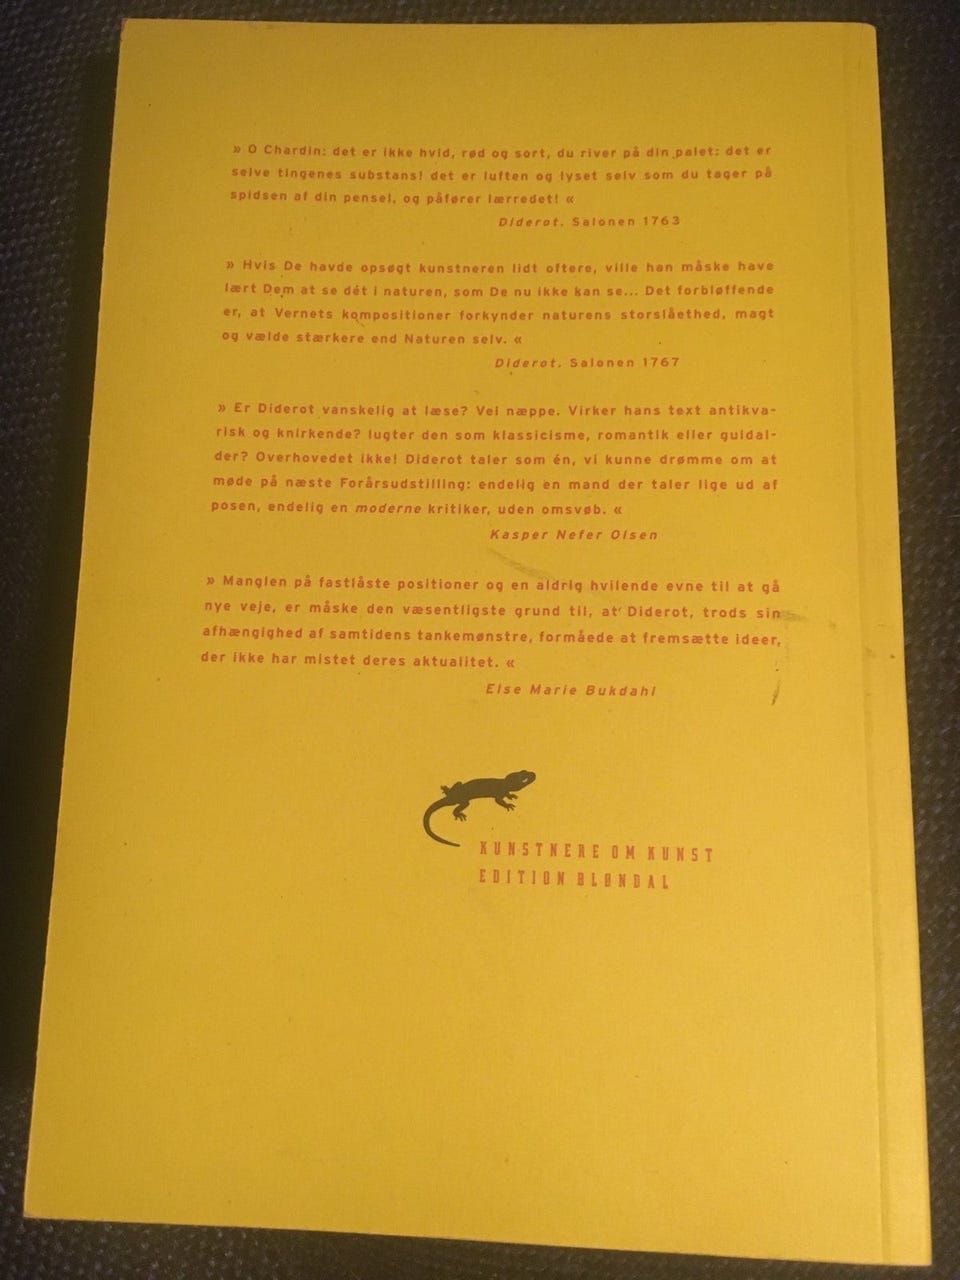 » O Chardin: det er ikke hvid, rød og sort, du river på din palet: det er
selve tingenes substans! det er luften og lyset selv som du tager på
spidsen af din pensel, og påfører lærredet! «
Diderot. Salonen 1763
» Hvis De havde opsøgt kunstneren lidt oftere, ville han måske have
lært Dem at se dét i naturen, som De nu ikke kan se... Det forbløffende
er, at Vernets kompositioner forkynder naturens storslåethed, magt
og vælde stærkere end Naturen selv. «
Diderot. Salonen 1767
» Er Diderot vanskelig at læse? Vel næppe. Virker hans text antikva-
risk og knirkende? lugter den som klassicisme, romantik eller guldal-
der? Overhovedet ikke! Diderot taler som én, vi kunne drømme om at
møde på næste Forårsudstilling: endelig en mand der taler lige ud af
posen, endelig en moderne kritiker, uden omsvøb. «
Kasper Nefer Olsen
» Manglen på fastlåste positioner og en aldrig hvilende evne til at gå
nye veje, er måske den væsentligste grund til, at Diderot, trods sin
afhængighed af samtidens tankemønstre, formåede at fremsætte ideer,
der ikke har mistet deres aktualitet. «
Else Marie Bukdahl
KUNSTNERE OM KUNST
EDITION BLØNDAL